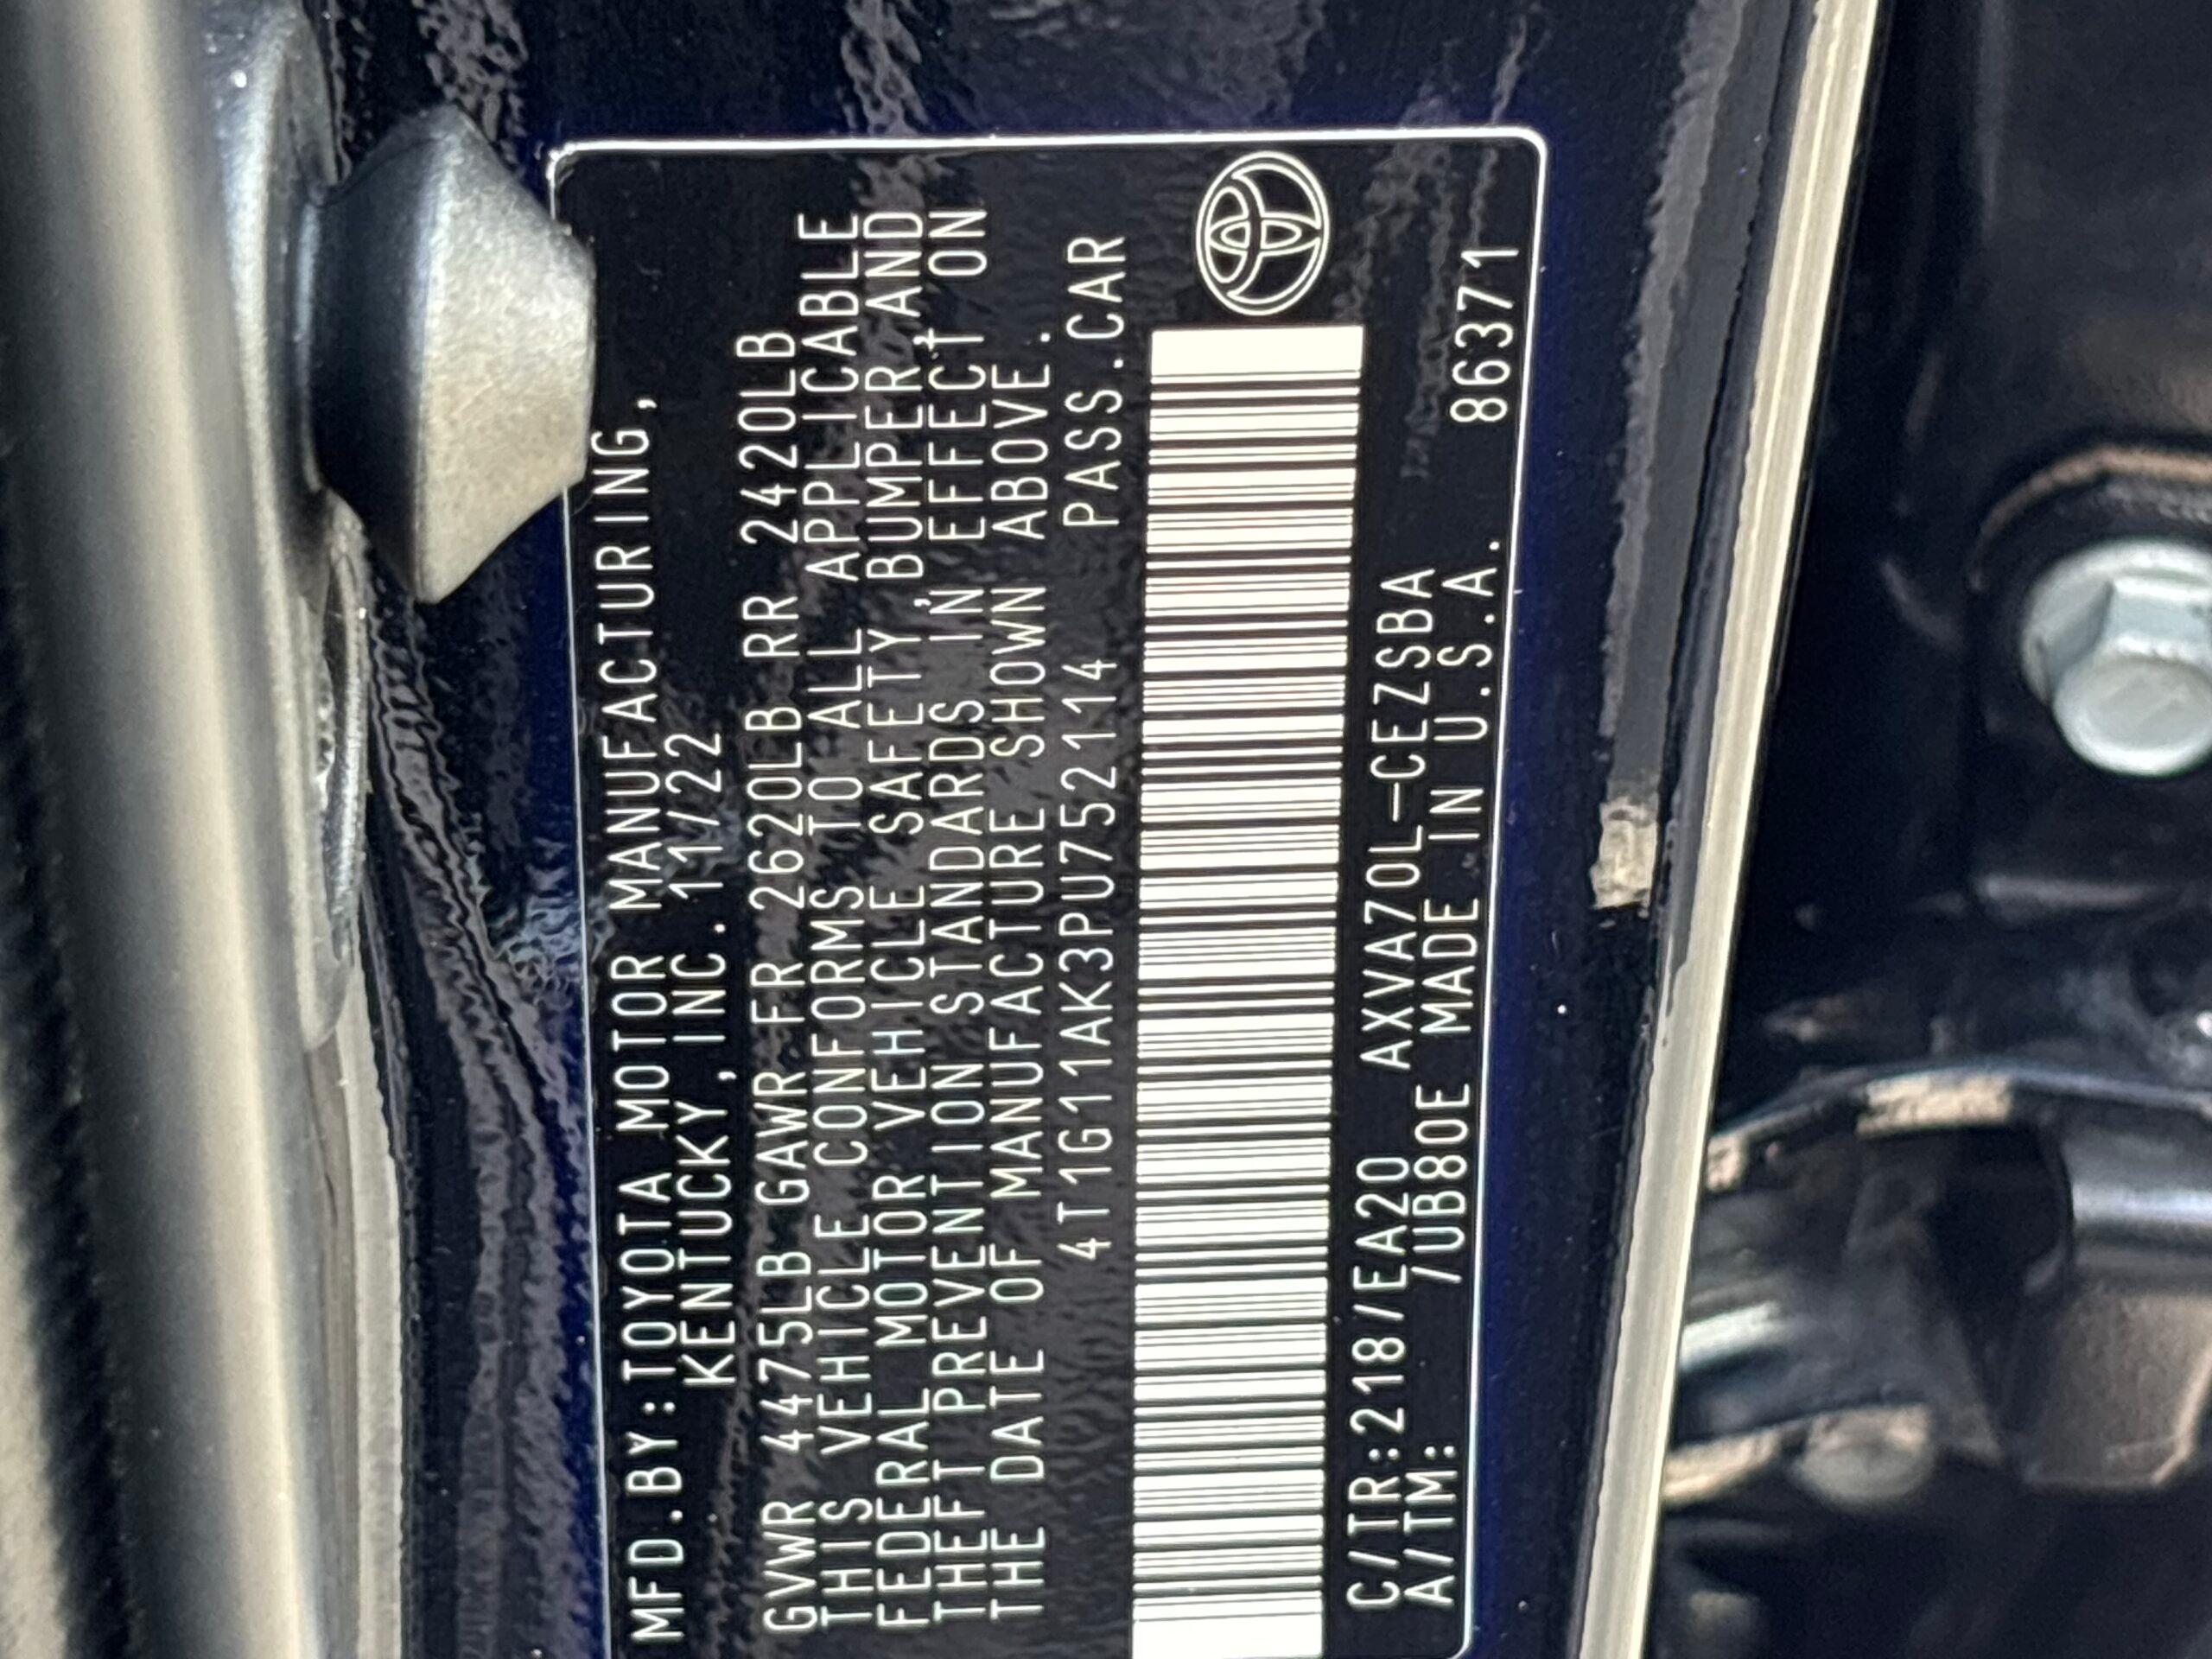 MFD.BY:TOYOTA MOTOR MANUFACTURING,
KENTUCKY,INC. 11/22
GVWR 4475LB GAWR FR 2620LB RR 2420LB
THIS VEHICLE CONFORMS TO ALL APPLICABLE
FEDERAL MOTOR VEHICLE SAFETY, BUMPER, AND
THEFT PREVENTION STANDARDS IN EFFECT ON
THE DATE OF MANUFACTURE SHOWN ABOVE.
4T1G11AK3PU752114 PASS.CAR
C/TR:218/EA20 AXVA70L-CEZSBA
A/TM: /UB80E MADE IN U.S.A. 86371